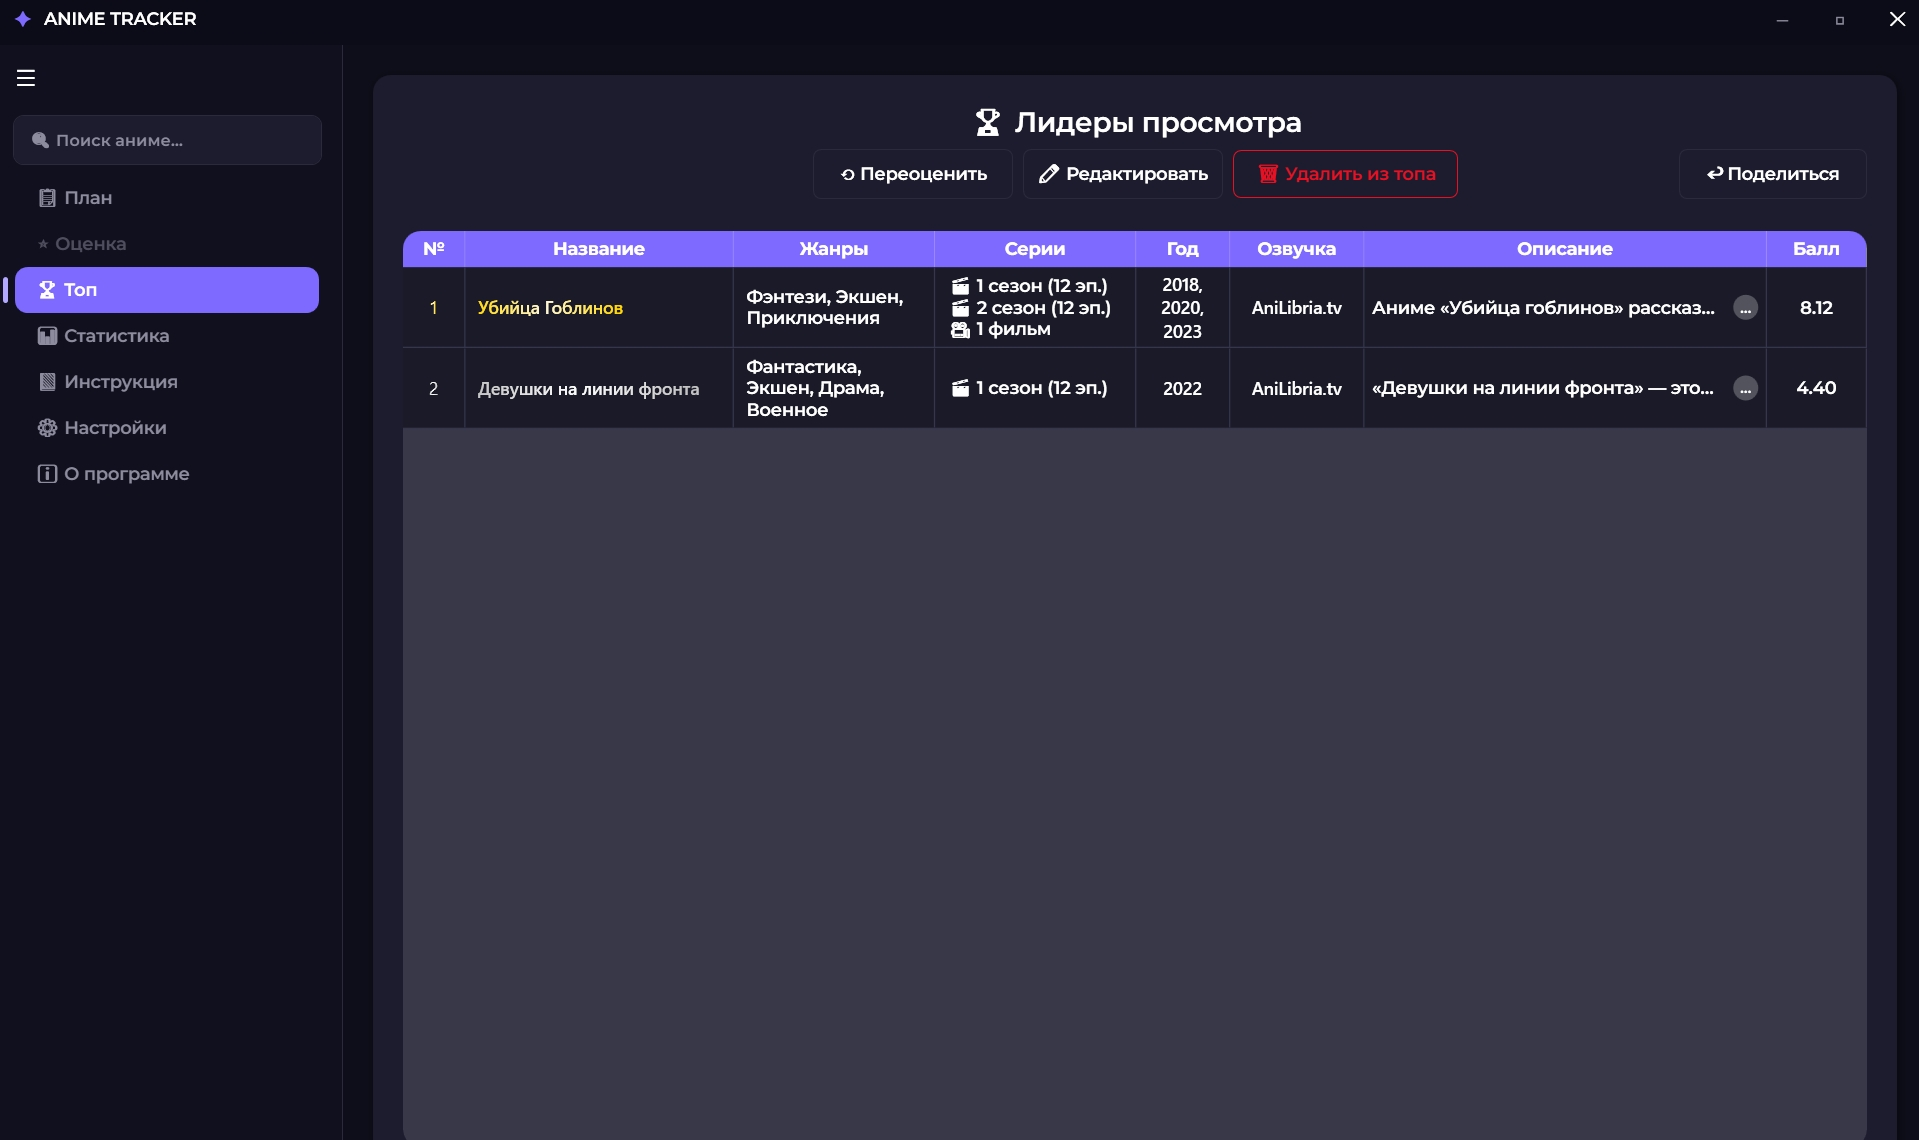 ANIME TRACKER
Поиск аниме...
План
Оценка
Топ
Статистика
Инструкция
Настройки
О программе
Лидеры просмотра
Переоценить
Редактировать
Удалить из топа
Поделиться
№ Название Жанры Серии Год Озвучка Описание Балл
1
Убийца Гоблинов
Фэнтези, Экшен,
Приключения
1 сезон (12 эп.)
2 сезон (12 эп.)
1 фильм
2018,
2020,
2023
AniLibria.tv
Аниме «Убийца гоблинов» рассказ...
...
8.12
2
Девушки на линии фронта
Фантастика,
Экшен, Драма,
Военное
1 сезон (12 эп.)
2022
AniLibria.tv
«Девушки на линии фронта» — это...
...
4.40